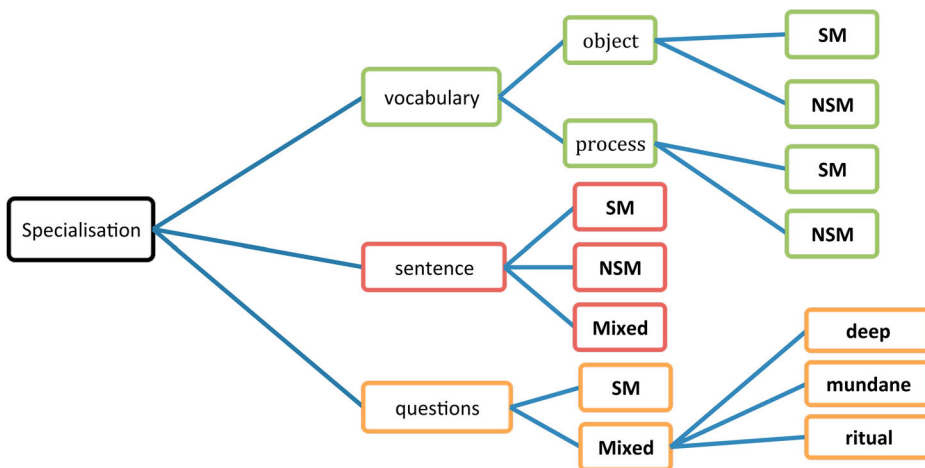 Specialisation
vocabulary
object
SM
NSM
process
SM
NSM
sentence
SM
NSM
Mixed
questions
SM
Mixed
deep
mundane
ritual